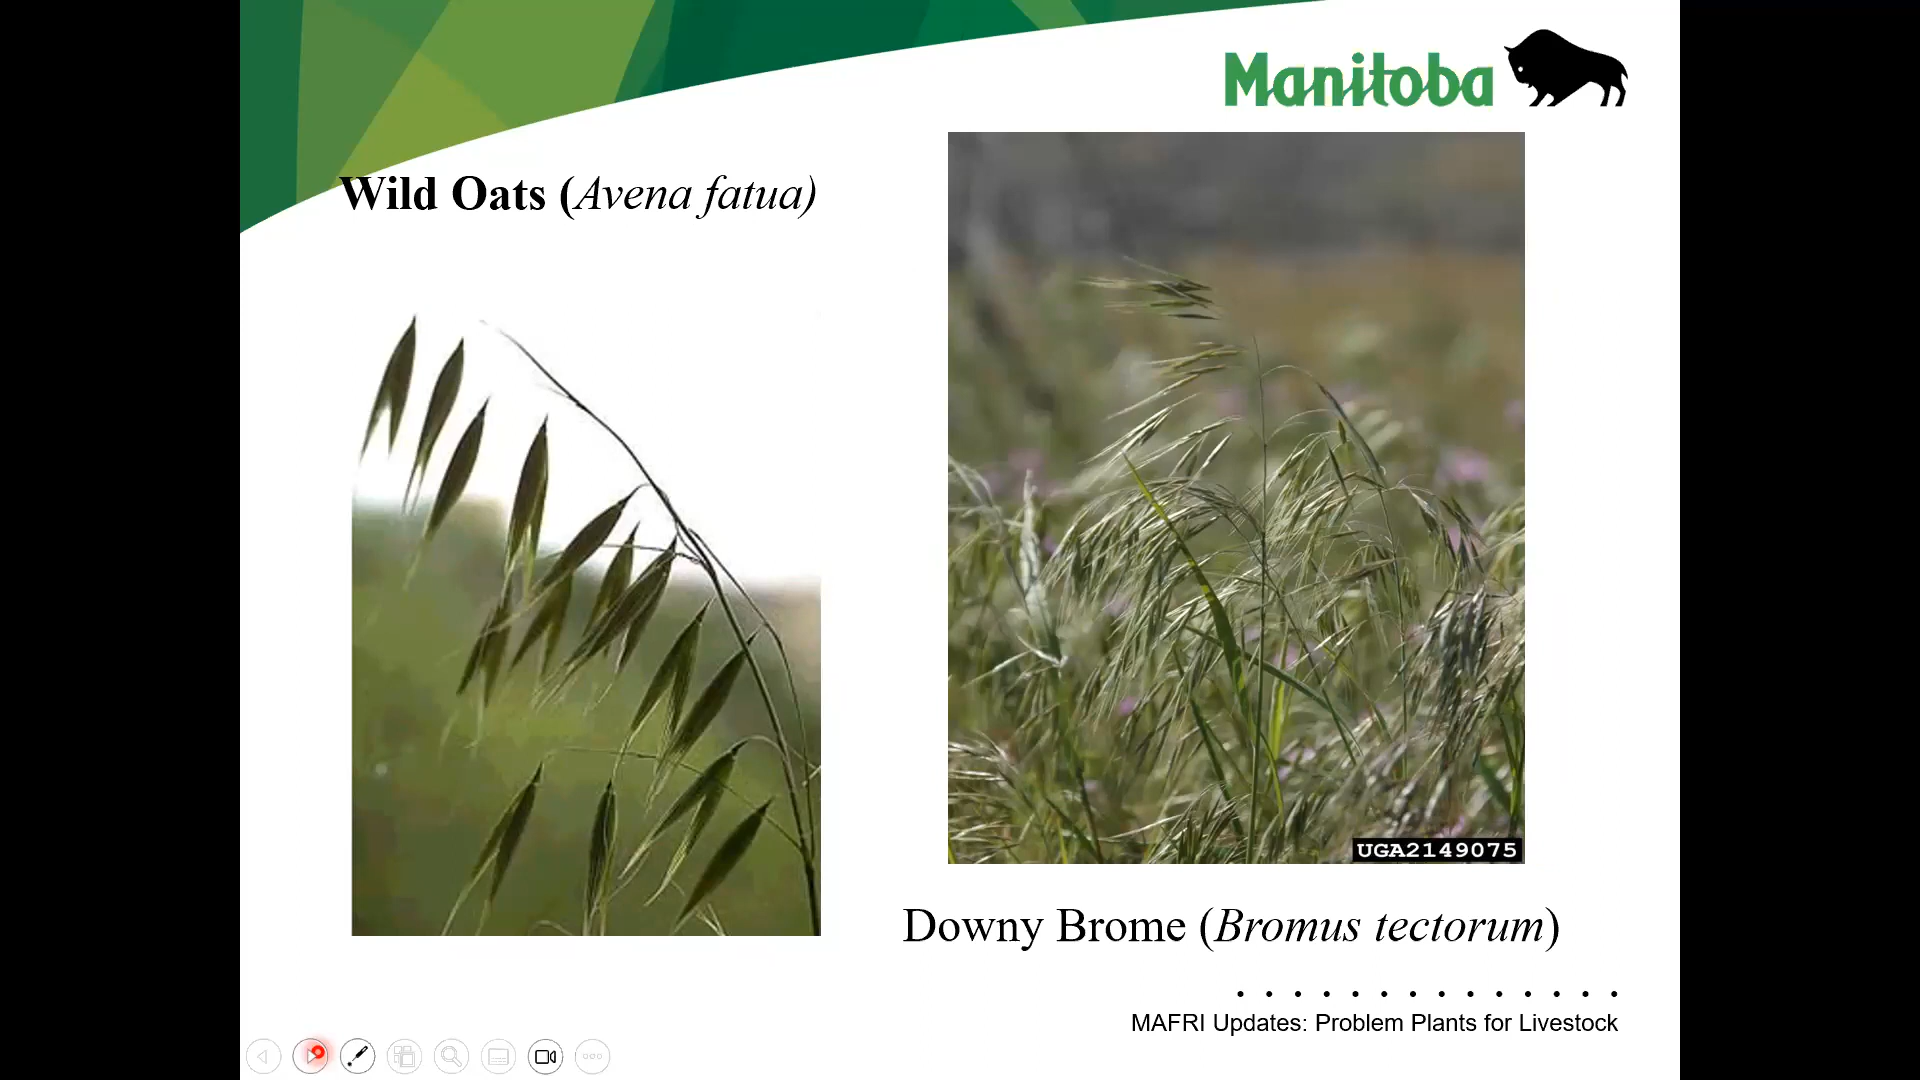 Manitoba
Wild Oats (Avena fatua)
UGA2149075
Downy Brome (Bromus tectorum)
MAFRI Updates: Problem Plants for Livestock